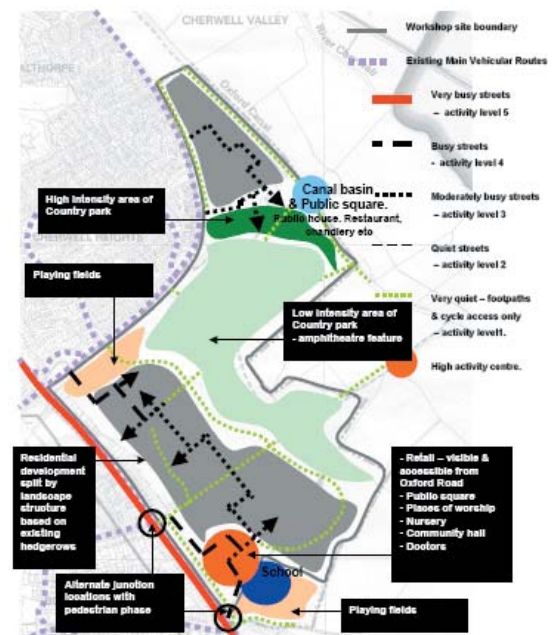 CHERWELL VALLEY
River Cherwell
Oxford Canal
CHERWELL HEIGHTS
Workshop site boundary
Existing Main Vehicular Routes
Very busy streets
– activity level 5
Busy streets
- activity level 4
Moderately busy streets
– activity level 3
Quiet streets
– activity level 2
Very quiet – footpaths
& cycle access only
– activity level1.
High activity centre.
High Intensity area of
Country park
Canal basin
& Public square.
Public house. Restaurant,
chandlery etc
Playing fields
Low Intensity area of
Country park
- amphitheatre feature
Residential
development
split by
landscape
structure
based on
existing
hedgerows
- Retail – visible &
accessible from
Oxford Road
- Public square
- Places of worship
- Nursery
- Community hall
- Doctors
School
Alternate junction
locations with
pedestrian phase
Playing fields